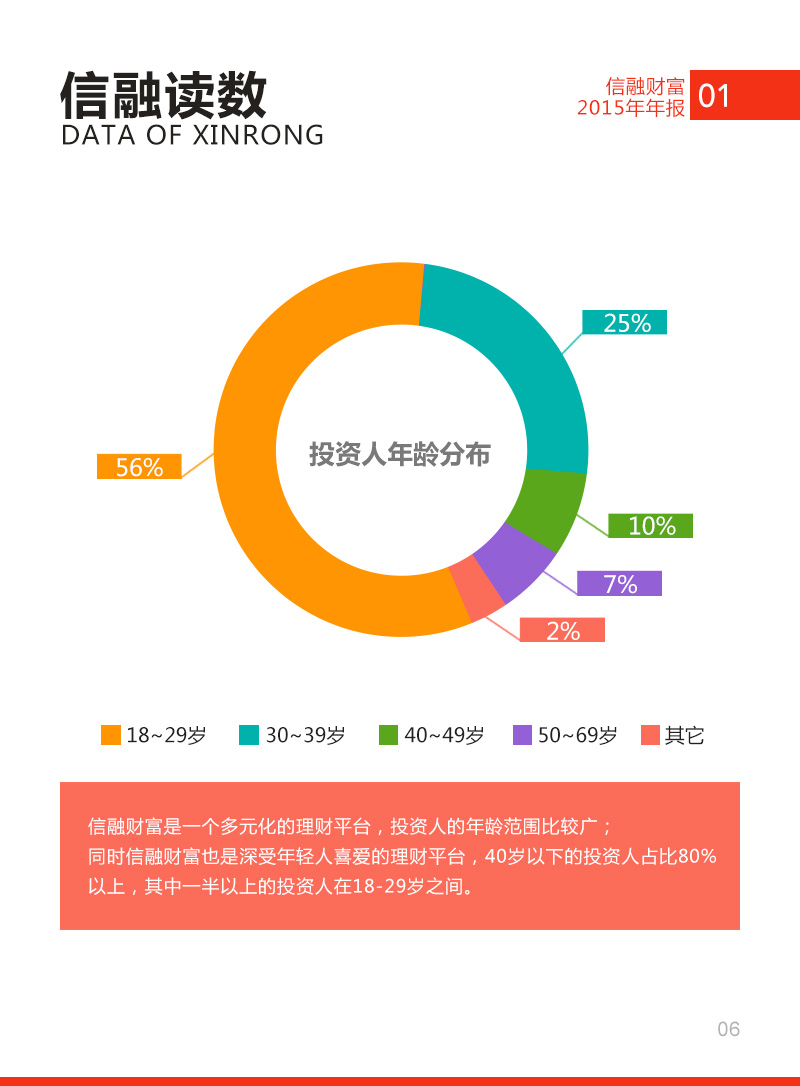 信融读数
DATA OF XINRONG
信融财富
2015年年报
01
25%
56%
投资人年龄分布
10%
7%
2%
18~29岁
30~39岁
40~49岁
50~69岁
其它
信融财富是一个多元化的理财平台，投资人的年龄范围比较广；
同时信融财富也是深受年轻人喜爱的理财平台，40岁以下的投资人占比80%
以上，其中一半以上的投资人在18-29岁之间。
06